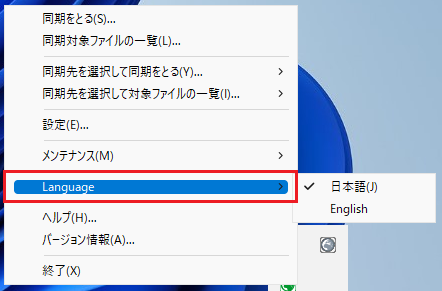 同期をとる(S)...
同期対象ファイルの一覧(L)...
同期先を選択して同期をとる(Y)...
同期先を選択して対象ファイルの一覧(I)...
設定(E)...
メンテナンス(M)
Language
日本語(J)
English
ヘルプ(H)...
バージョン情報(A)...
終了(X)